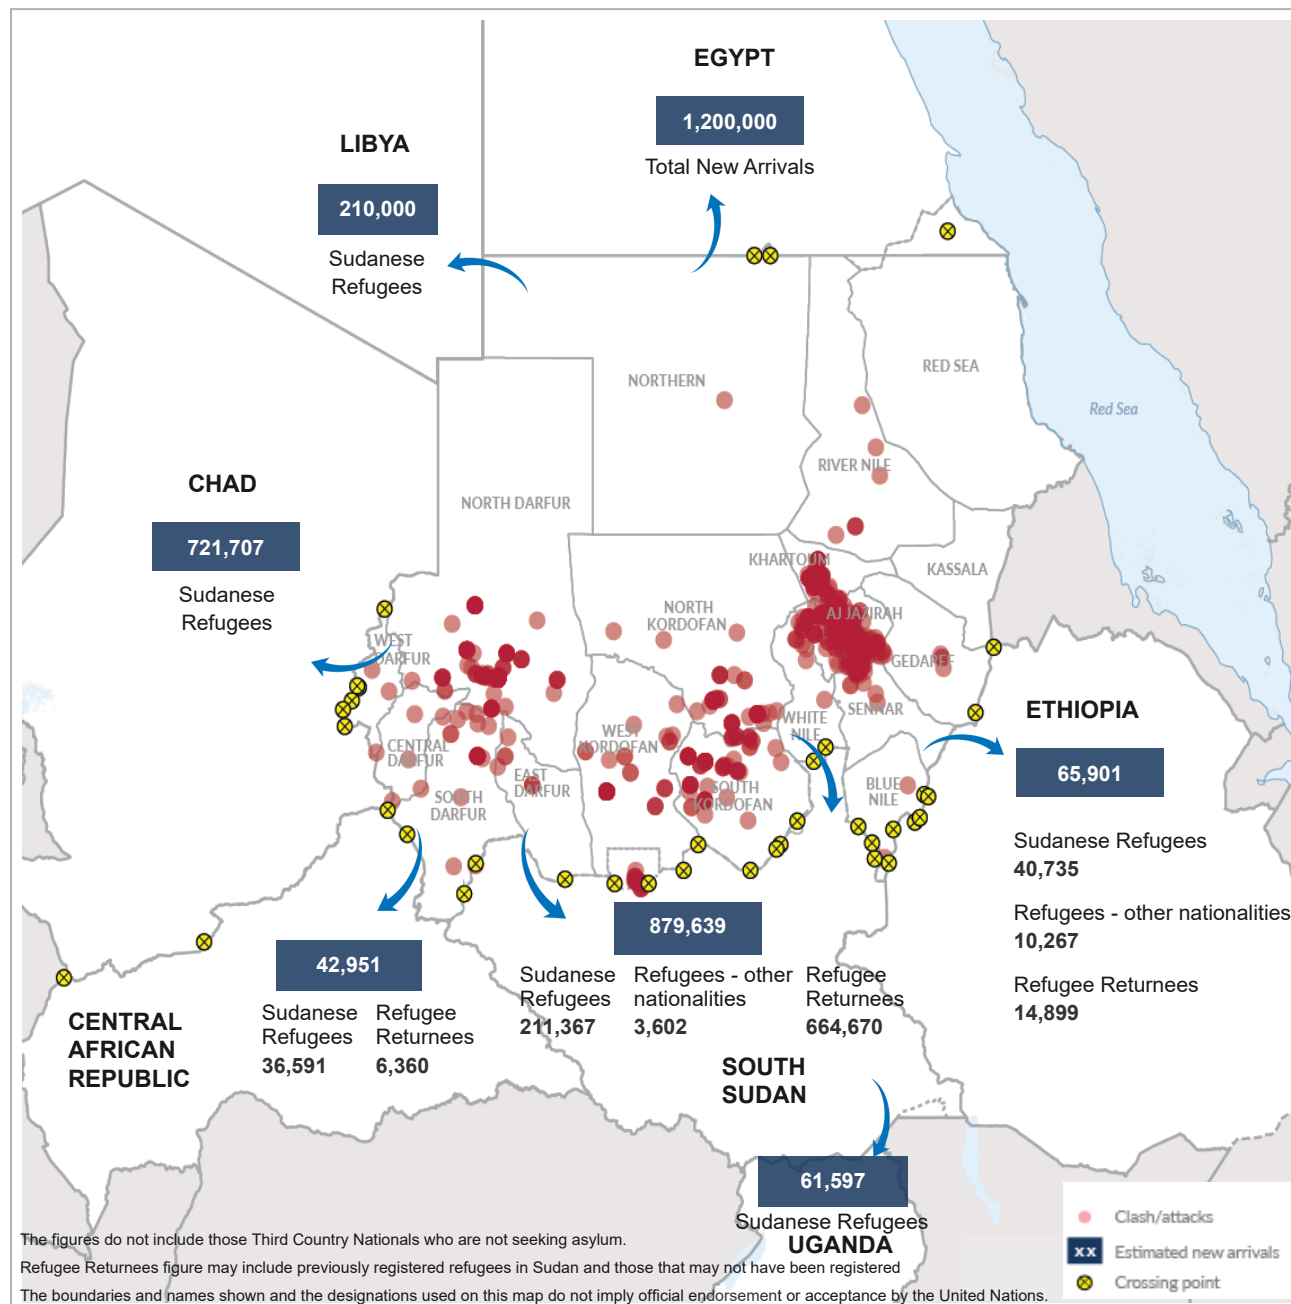 EGYPT
1,200,000
Total New Arrivals
LIBYA
210,000
Sudanese
Refugees
RED SEA
NORTHERN
Red Sea
RIVER NILE
CHAD
NORTH DARFUR
721,707
Sudanese
Refugees
KHARTOUM
KASSALA
NORTH
KORDOFAN
AJ JAZIRAH
WEST
DARFUR
GEDAREF
SENNAR
WHITE
NILE
ETHIOPIA
WEST
KORDOFAN
CENTRAL
DARFUR
65,901
EAST
DARFUR
BLUE
NILE
SOUTH
KORDOFAN
SOUTH
DARFUR
Sudanese Refugees
40,735
Refugees - other nationalities
10,267
Refugee Returnees
14,899
879,639
Sudanese
Refugees
211,367
Refugees - other
nationalities
3,602
Refugee
Returnees
664,670
42,951
Sudanese
Refugees
36,591
Refugee
Returnees
6,360
CENTRAL
AFRICAN
REPUBLIC
SOUTH
SUDAN
61,597
Sudanese Refugees
UGANDA
Clash/attacks
xx Estimated new arrivals
Crossing point
The figures do not include those Third Country Nationals who are not seeking asylum.
Refugee Returnees figure may include previously registered refugees in Sudan and those that may not have been registered
The boundaries and names shown and the designations used on this map do not imply official endorsement or acceptance by the United Nations.